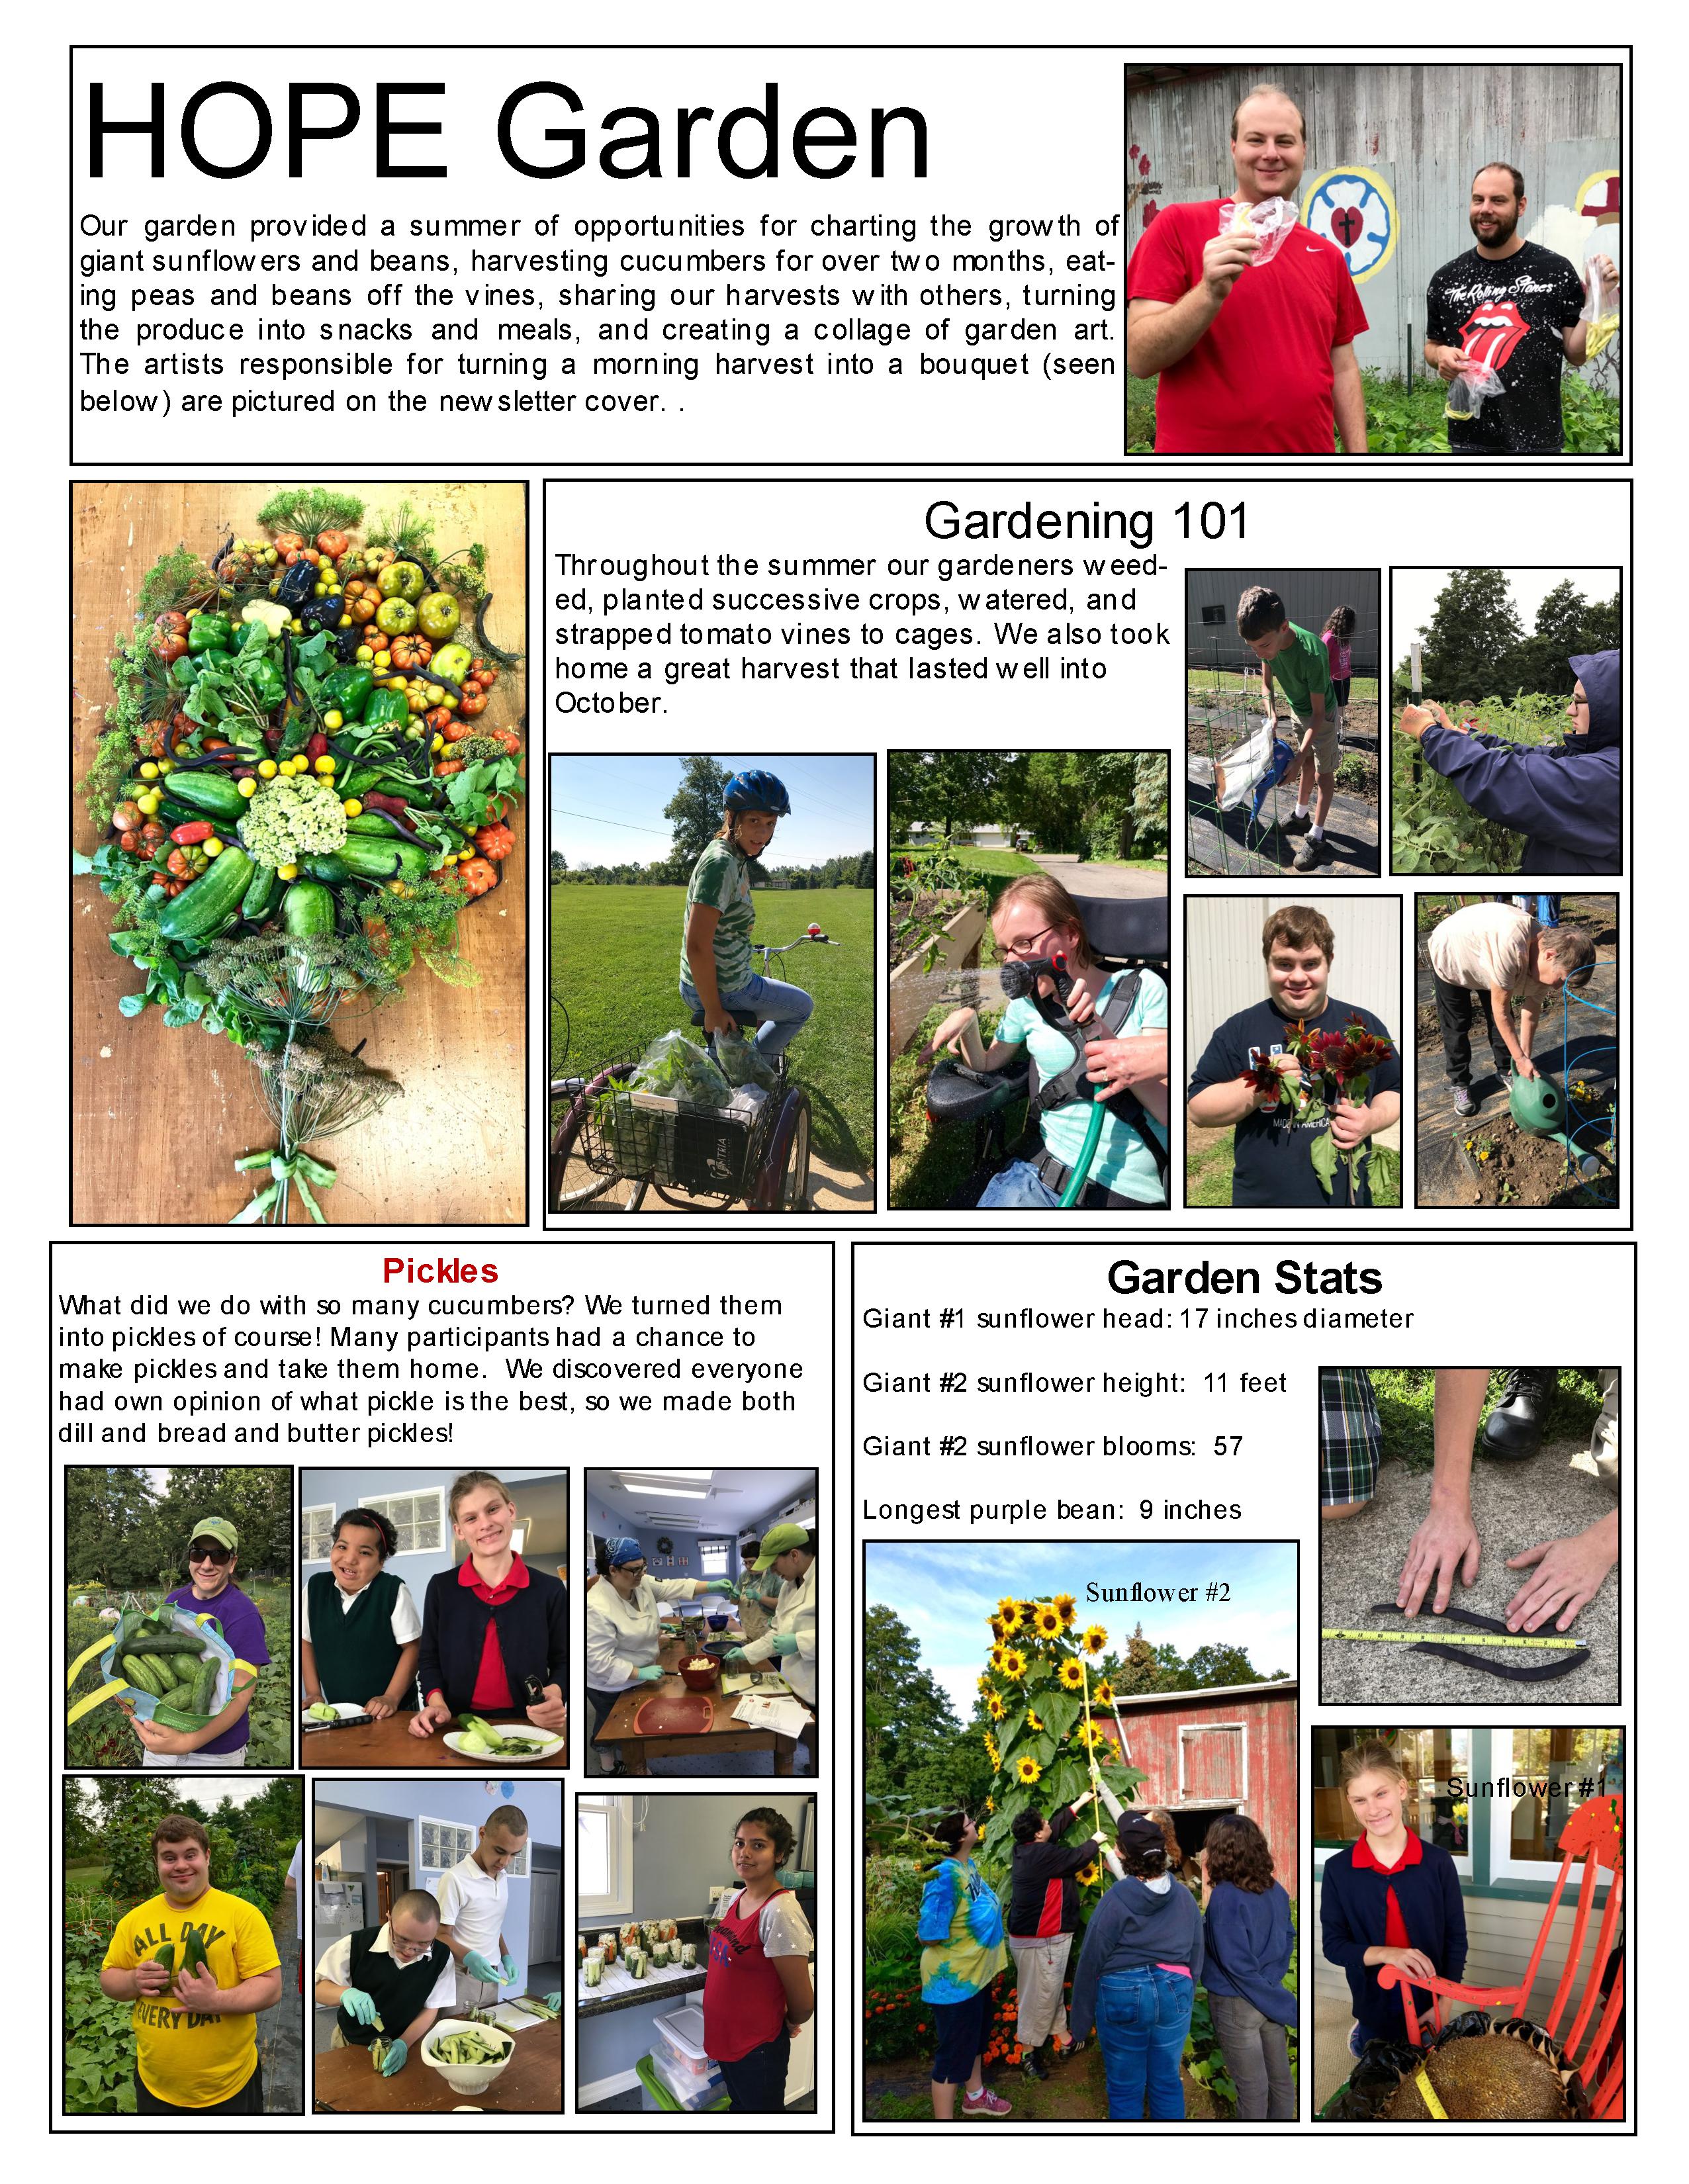 HOPE Garden
Our garden provided a summer of opportunities for charting the growth of
giant sunflowers and beans, harvesting cucumbers for over two months, eat-
ing peas and beans off the vines, sharing our harvests with others, turning
the produce into snacks and meals, and creating a collage of garden art.
The artists responsible for turning a morning harvest into a bouquet (seen
below) are pictured on the newsletter cover. .
The Rolling Stones
Gardening 101
Throughout the summer our gardeners weed-
ed, planted successive crops, watered, and
strapped tomato vines to cages. We also took
home a great harvest that lasted well into
October.
MADE IN AMERICA
Pickles
What did we do with so many cucumbers? We turned them
into pickles of course! Many participants had a chance to
make pickles and take them home. We discovered everyone
had own opinion of what pickle is the best, so we made both
dill and bread and butter pickles!
ALL DAY
EVERY DAY
Garden Stats
Giant #1 sunflower head: 17 inches diameter
Giant #2 sunflower height: 11 feet
Giant #2 sunflower blooms: 57
Longest purple bean: 9 inches
Sunflower #2
Sunflower #1